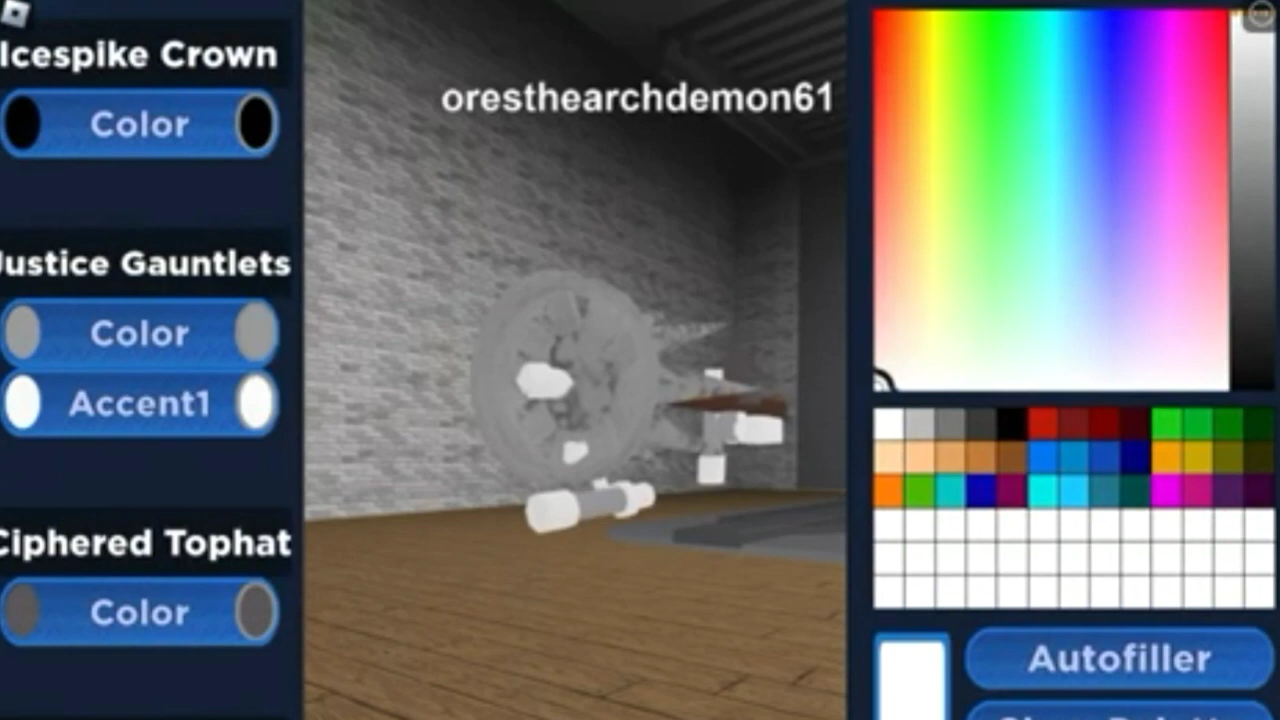 Icespike Crown
Color
oresthearchdemon61
Justice Gauntlets
Color
Accent1
Ciphered Tophat
Color
Autofiller